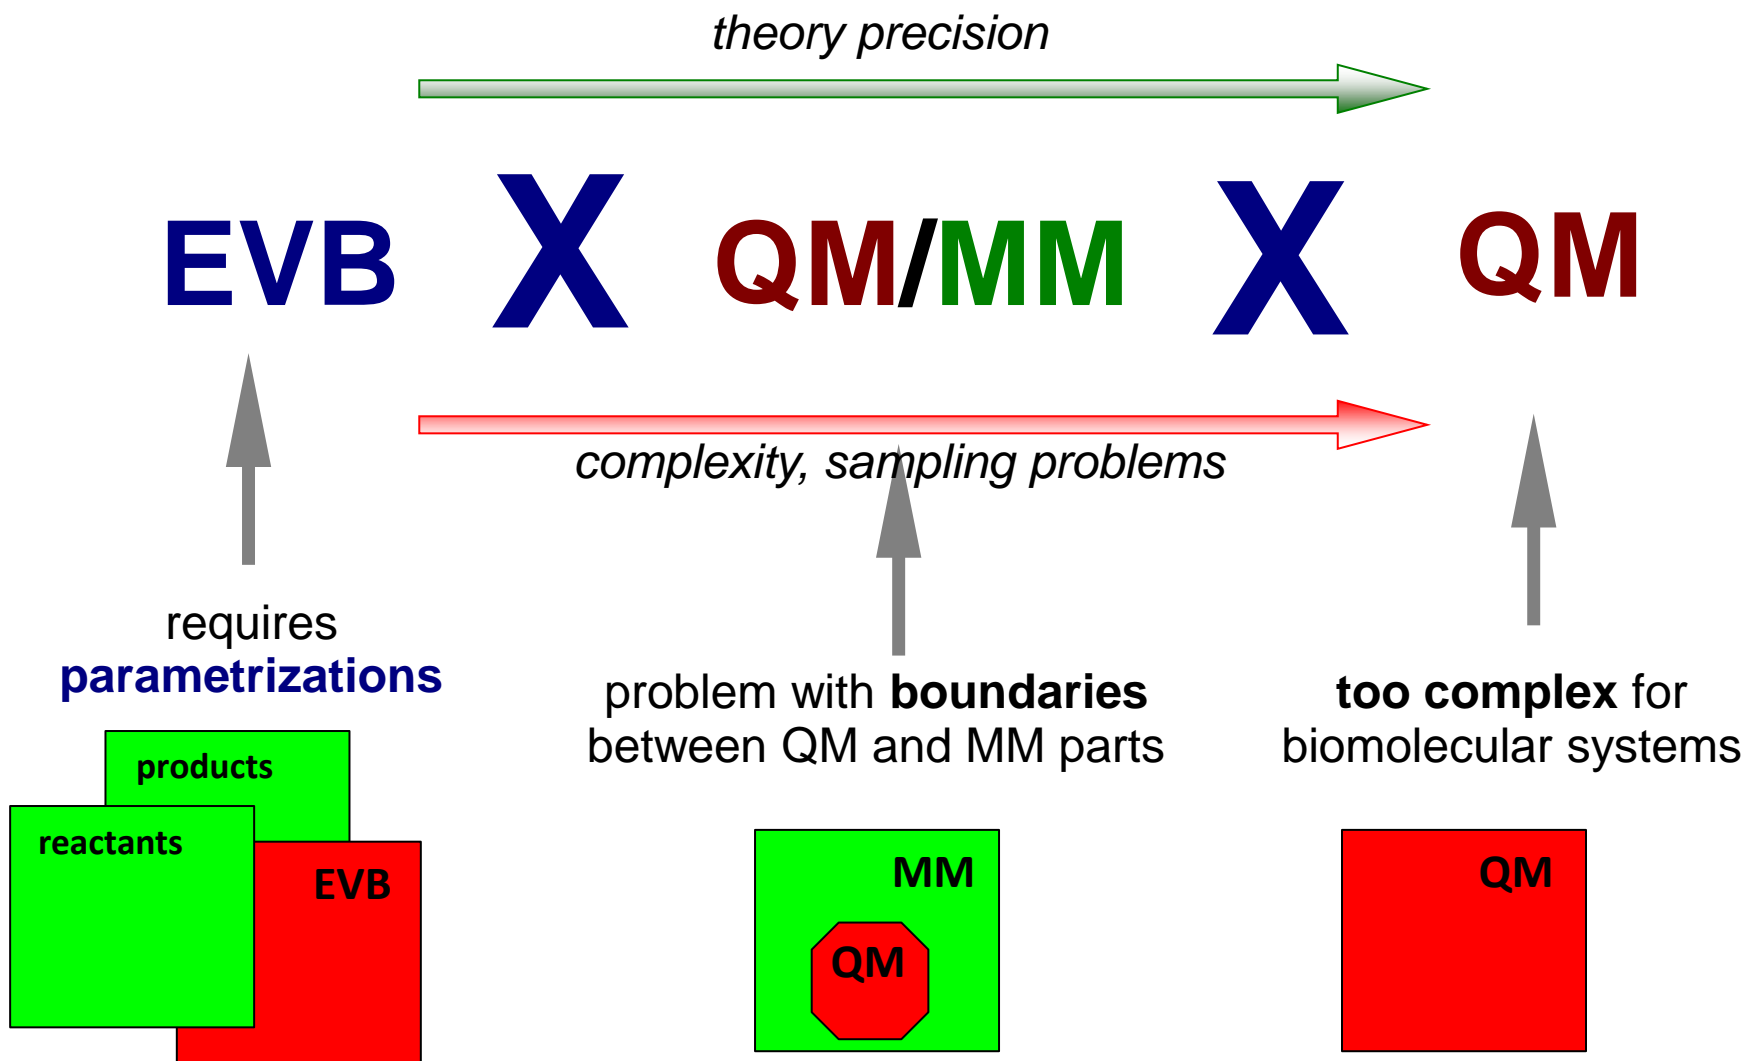 theory precision
EVB X QM/MM X QM
complexity, sampling problems
requires
parametrizations
problem with boundaries
between QM and MM parts
too complex for
biomolecular systems
products
reactants
EVB
MM
QM
QM